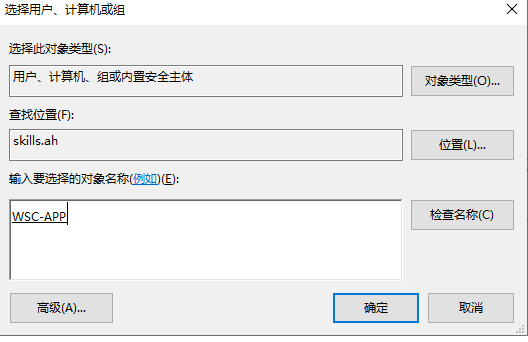 选择用户、计算机或组
选择此对象类型(S):
用户、计算机、组或内置安全主体
对象类型(O)...
查找位置(F):
skills.ah
位置(L)...
输入要选择的对象名称(例如)(E):
WSC-APP
检查名称(C)
高级(A)...
确定
取消